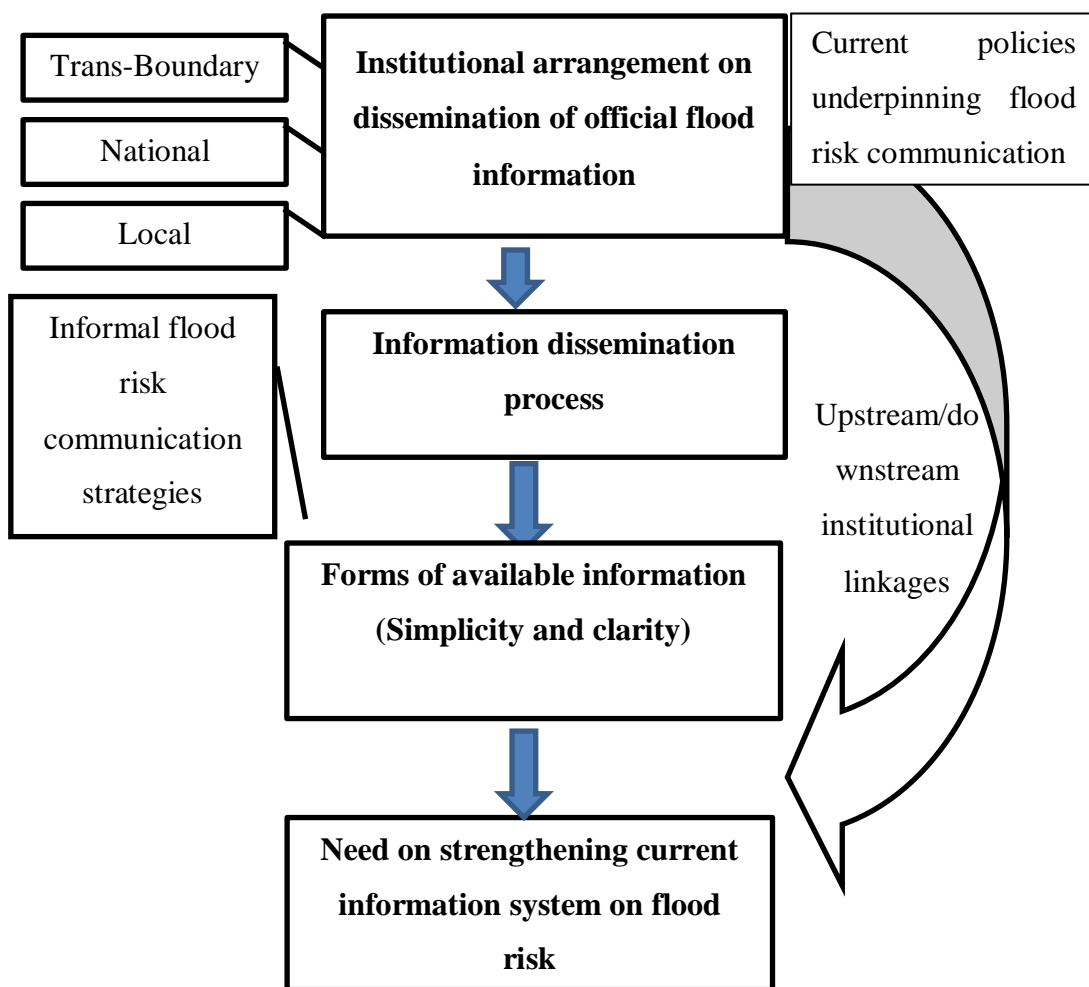 Trans-Boundary
National
Local
Institutional arrangement on
dissemination of official flood
information
Current policies
underpinning flood
risk communication
Informal flood
risk
communication
strategies
Information dissemination
process
Upstream/do
wnstream
institutional
linkages
Forms of available information
(Simplicity and clarity)
Need on strengthening current
information system on flood
risk